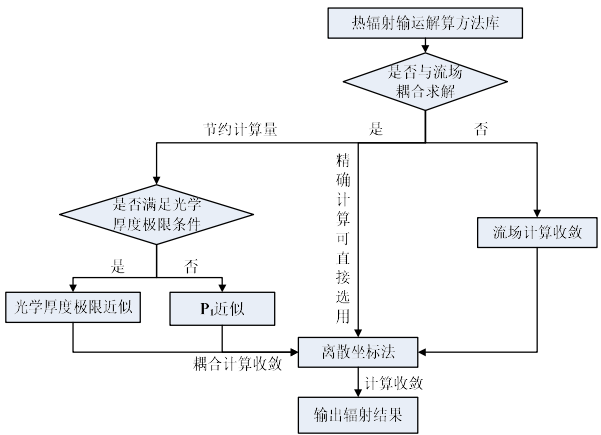 热辐射输运解算方法库
是否与流场
耦合求解
节约计算量
是
否
精确计算可直接选用
是否满足光学
厚度极限条件
流场计算收敛
是
否
光学厚度极限近似
P₁近似
离散坐标法
耦合计算收敛
计算收敛
输出辐射结果